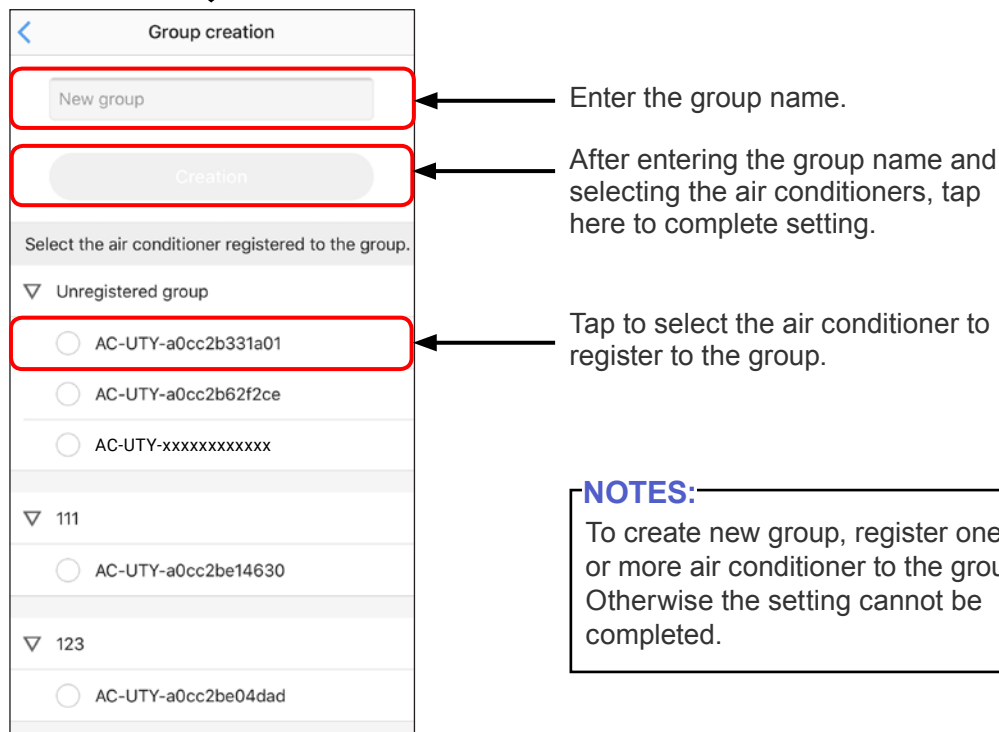 Group creation
New group
Enter the group name.
Creation
After entering the group name and
selecting the air conditioners, tap
here to complete setting.
Select the air conditioner registered to the group.
Unregistered group
AC-UTY-a0cc2b331a01
Tap to select the air conditioner to
register to the group.
AC-UTY-a0cc2b62f2ce
AC-UTY-xxxxxxxxxxxx
111
AC-UTY-a0cc2be14630
123
AC-UTY-a0cc2be04dad
NOTES:
To create new group, register one
or more air conditioner to the grou
Otherwise the setting cannot be
completed.